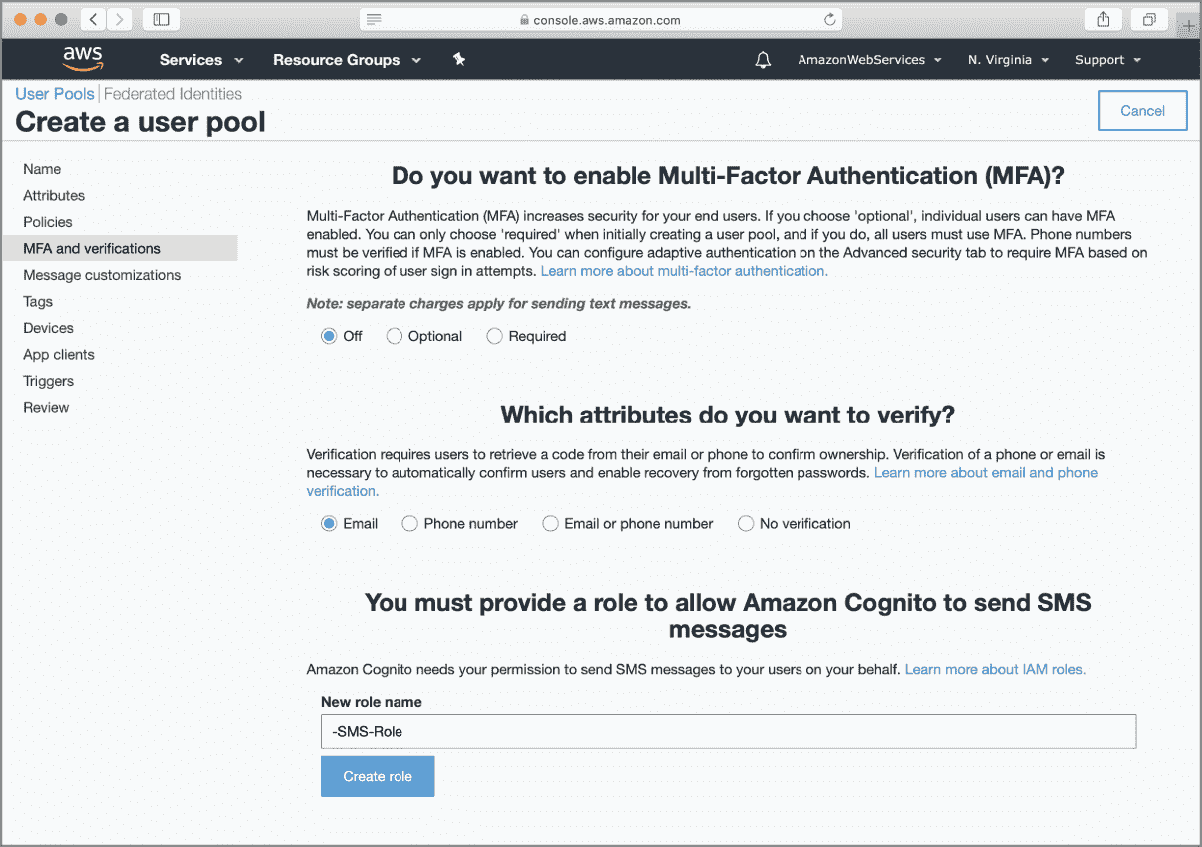 console.aws.amazon.com
aws Services Resource Groups AmazonWebServices N. Virginia Support
User Pools | Federated Identities
Create a user pool
Cancel
Name
Attributes
Policies
MFA and verifications
Message customizations
Tags
Devices
App clients
Triggers
Review
Do you want to enable Multi-Factor Authentication (MFA)?
Multi-Factor Authentication (MFA) increases security for your end users. If you choose 'optional', individual users can have MFA
enabled. You can only choose 'required' when initially creating a user pool, and if you do, all users must use MFA. Phone numbers
must be verified if MFA is enabled. You can configure adaptive authentication on the Advanced security tab to require MFA based on
risk scoring of user sign in attempts. Learn more about multi-factor authentication.
Note: separate charges apply for sending text messages.
Off Optional Required
Which attributes do you want to verify?
Verification requires users to retrieve a code from their email or phone to confirm ownership. Verification of a phone or email is
necessary to automatically confirm users and enable recovery from forgotten passwords. Learn more about email and phone
verification.
Email Phone number Email or phone number No verification
You must provide a role to allow Amazon Cognito to send SMS
messages
Amazon Cognito needs your permission to send SMS messages to your users on your behalf. Learn more about IAM roles.
New role name
-SMS-Role
Create role